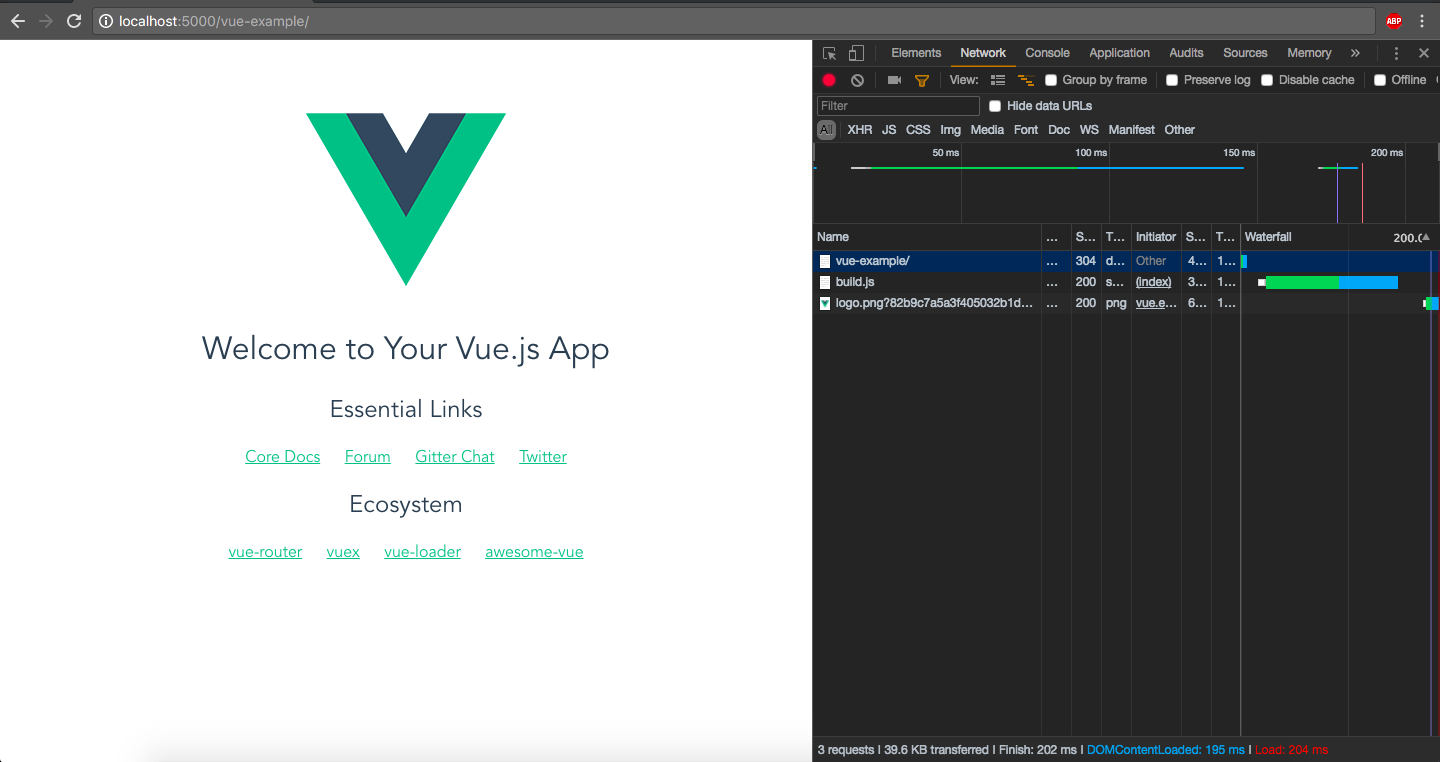 localhost:5000/vue-example/
ABP
Welcome to Your Vue.js App
Essential Links
Core Docs Forum Gitter Chat Twitter
Ecosystem
vue-router vuex vue-loader awesome-vue
Elements Network Console Application Audits Sources Memory »
View: Group by frame Preserve log Disable cache Offline
Filter Hide data URLs
All XHR JS CSS Img Media Font Doc WS Manifest Other
50 ms 100 ms 150 ms 200 ms
Name ... S... T... Initiator S... T... Waterfall 200.0
vue-example/ ... 304 d... Other 4... 1...
build.js ... 200 s... (index) 3... 1...
logo.png?82b9c7a5a3f405032b1d... ... 200 png vue.e... 6... 1...
3 requests | 39.6 KB transferred | Finish: 202 ms | DOMContentLoaded: 195 ms | Load: 204 ms